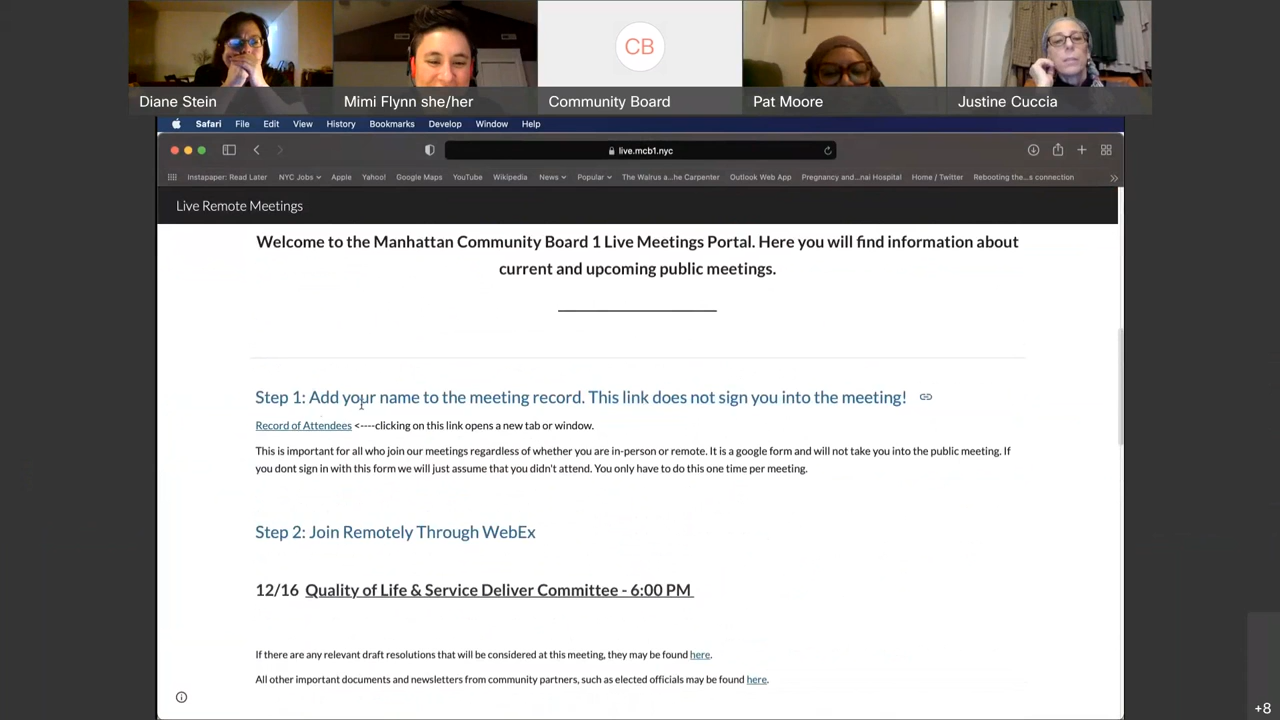 CB
Diane Stein
Mimi Flynn she/her
Community Board
Pat Moore
Justine Cuccia
Safari File Edit View History Bookmarks Develop Window Help
live.mcb1.nyc
Instapaper: Read Later NYC Jobs Apple Yahoo! Google Maps YouTube Wikipedia News Popular The Walrus a...he Carpenter Outlook Web App Pregnancy and...nai Hospital Home / Twitter Rebooting the...s connection
Live Remote Meetings
Welcome to the Manhattan Community Board 1 Live Meetings Portal. Here you will find information about
current and upcoming public meetings.
Step 1: Add your name to the meeting record. This link does not sign you into the meeting!
Record of Attendees <----clicking on this link opens a new tab or window.
This is important for all who join our meetings regardless of whether you are in-person or remote. It is a google form and will not take you into the public meeting. If
you dont sign in with this form we will just assume that you didn't attend. You only have to do this one time per meeting.
Step 2: Join Remotely Through WebEx
12/16 Quality of Life & Service Deliver Committee - 6:00 PM
If there are any relevant draft resolutions that will be considered at this meeting, they may be found here.
All other important documents and newsletters from community partners, such as elected officials may be found here.
+8